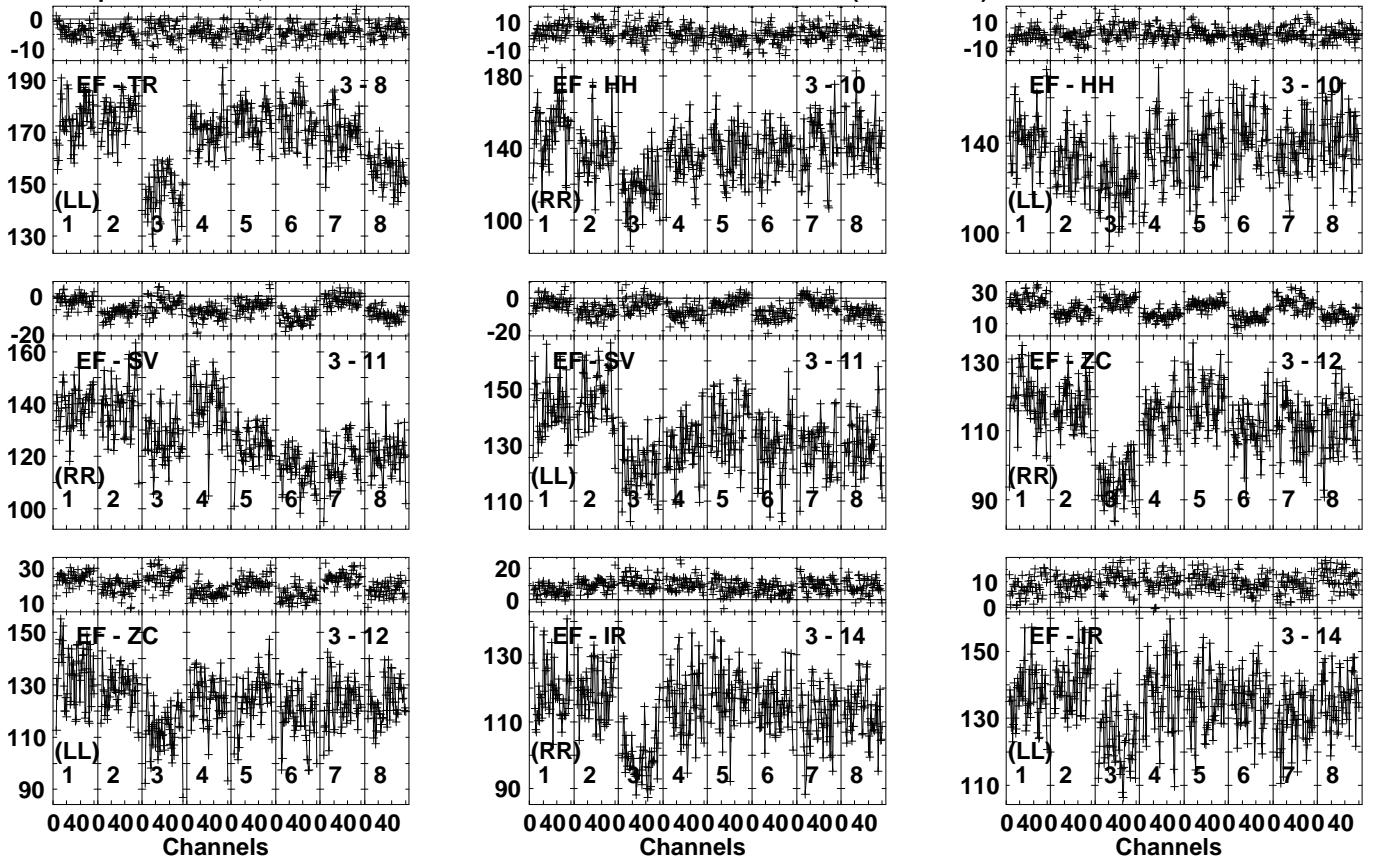 0 10 10
-10 -10 -10
190 EF - TR 3 - 8 180 EF - HH 3 - 10 EF - HH 3 - 10
170 140 140
150
(LL) (RR) 100 (LL)
130 1 2 3 4 5 6 7 8 1 2 3 4 5 6 7 8 100 1 2 3 4 5 6 7 8
0 0 30
-20 -20 10
160 EF - SV 3 - 11 EF - SV 3 - 11 130 EF - ZC 3 - 12
140 150
120 130 110
(RR) (LL) (RR)
100 1 2 3 4 5 6 7 8 110 1 2 3 4 5 6 7 8 90 1 2 3 4 5 6 7 8
30 20 10
10 0 0
150 EF - ZC 3 - 12 130 EF - IR 3 - 14 150 EF - IR 3 - 14
130 110 130
110 (LL) (RR) (LL)
90 1 2 3 4 5 6 7 8 90 1 2 3 4 5 6 7 8 110 1 2 3 4 5 6 7 8
0 40 0 40 0 40 0 40 0 40 0 40 0 40 0 40 0 40 0 40 0 40 0 40 0 40 0 40 0 40 0 40 0 40 0 40 0 40 0 40 0 40 0 40 0 40 0 40
Channels Channels Channels